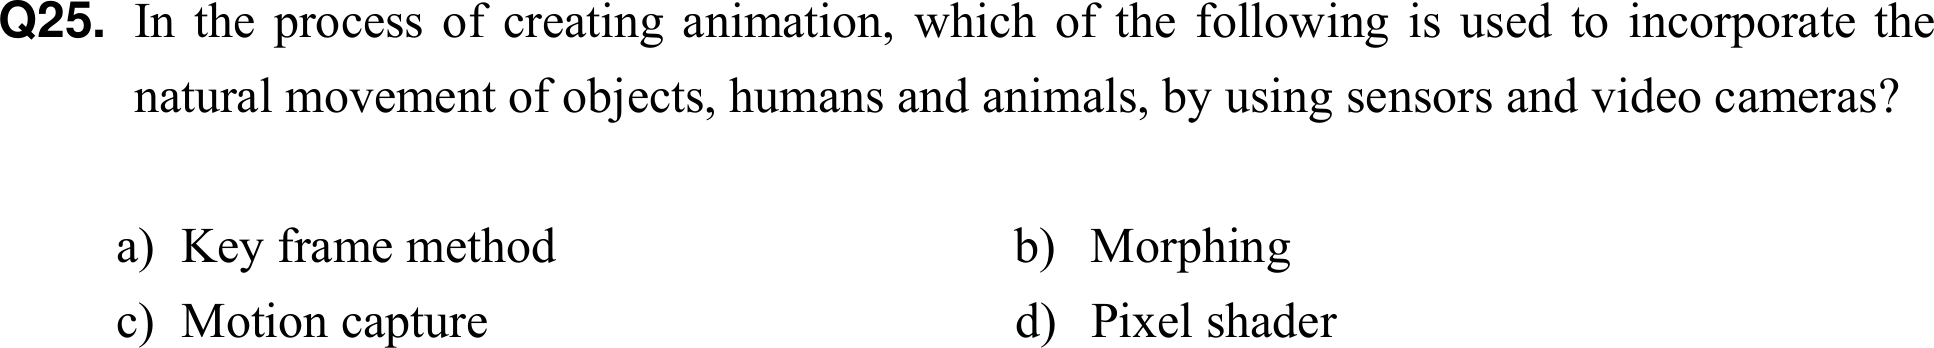 Q25. In the process of creating animation, which of the following is used to incorporate the
natural movement of objects, humans and animals, by using sensors and video cameras?
a) Key frame method b) Morphing
c) Motion capture d) Pixel shader